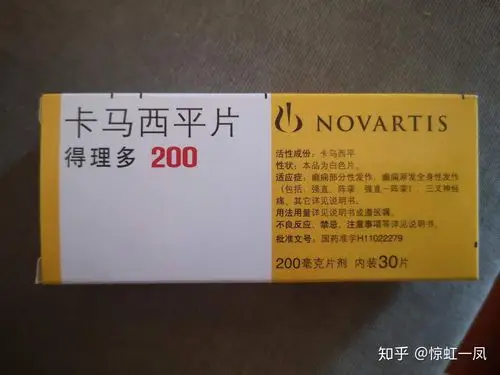 卡马西平片
得理多 200
NOVARTIS
活性成份：卡马西平
性状：本品为白色片。
适应症：癫痫部分性发作，癫痫原发全身性发作
（包括：强直、阵挛、强直－阵挛），三叉神经
痛。其它详见说明书。
用法用量详见说明书或遵医嘱。
不良反应、禁忌、注意事项等详见说明书。
批准文号：国药准字H11022279
200毫克片剂 内装30片
知乎 @惊虹一凤